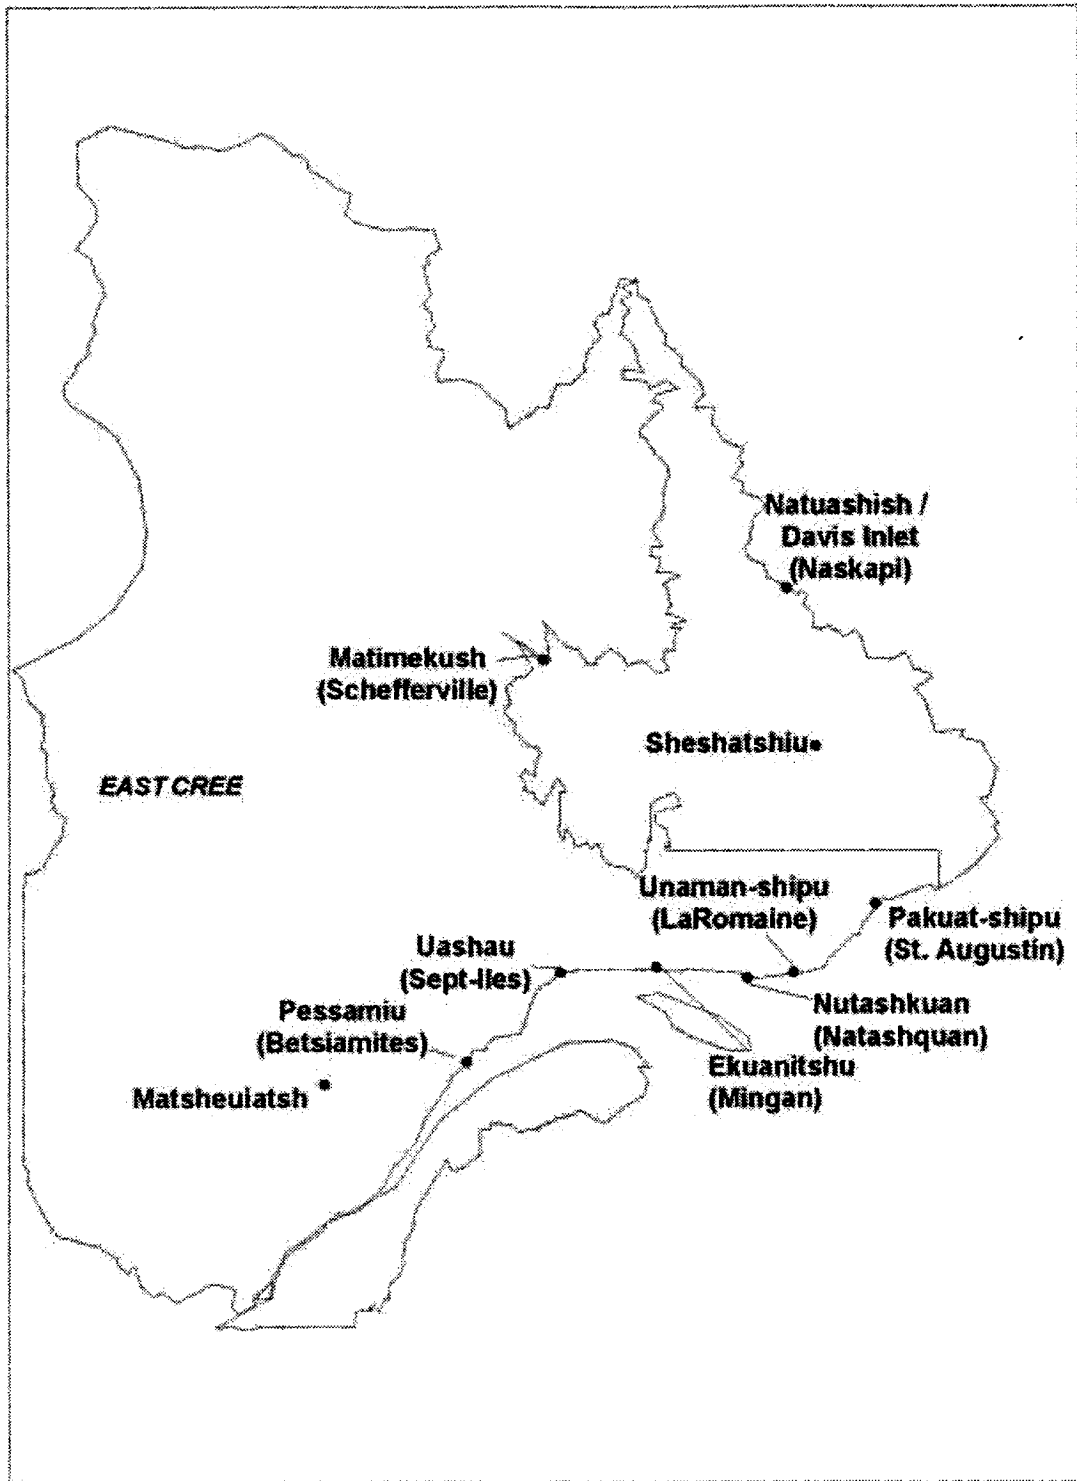 Natuashish /
Davis Inlet
(Naskapi)
Matimekush
(Schefferville)
Sheshatshiu
EAST CREE
Unaman-shipu
(LaRomaine)
Pakuat-shipu
(St. Augustin)
Uashau
(Sept-Iles)
Nutashkuan
(Natashquan)
Pessamiu
(Betsiamites)
Ekuanitshu
(Mingan)
Matsheuiatsh